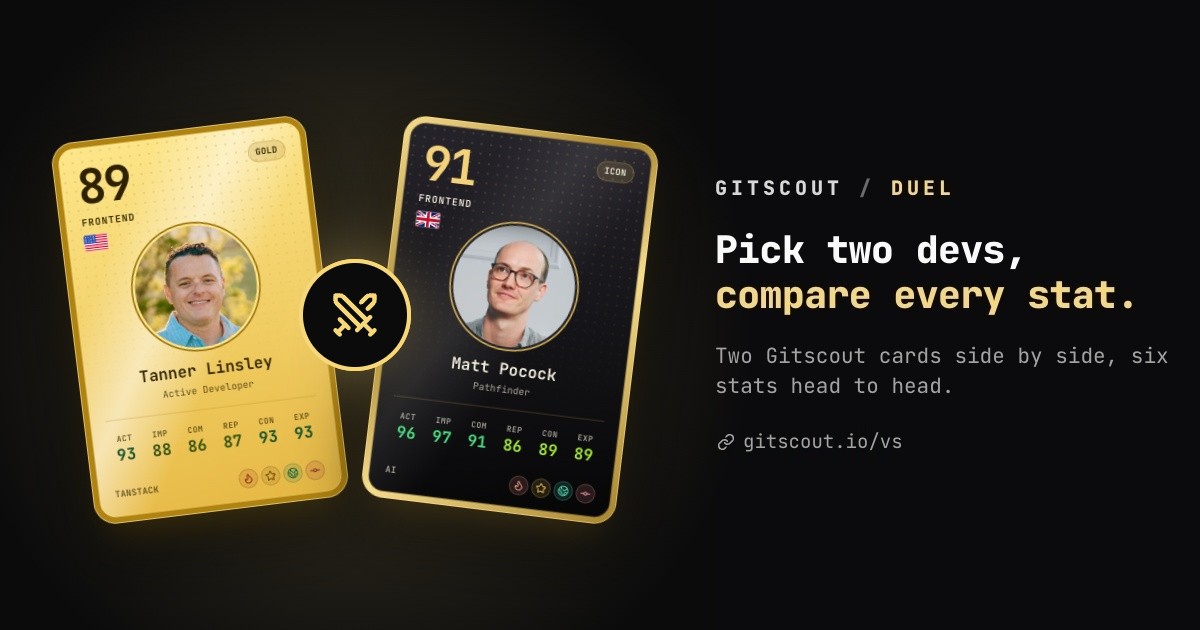 89
FRONTEND
GOLD
Tanner Linsley
Active Developer
ACT IMP COM REP CON EXP
93 88 86 87 93 93
TANSTACK
91
FRONTEND
ICON
Matt Pocock
Pathfinder
ACT IMP COM REP CON EXP
96 97 91 86 89 89
AI
GITSCOUT / DUEL
Pick two devs,
compare every stat.
Two Gitscout cards side by side, six
stats head to head.
gitscout.io/vs